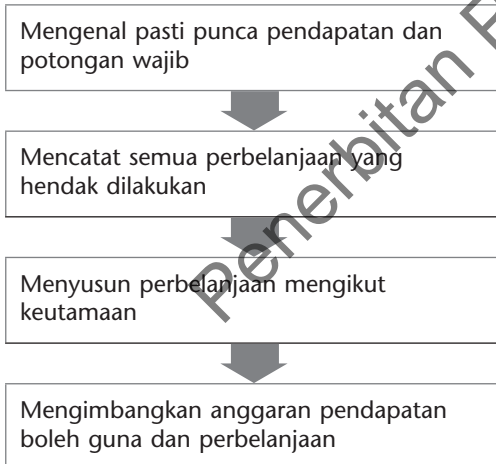 Mengenal pasti punca pendapatan dan
potongan wajib
Mencatat semua perbelanjaan yang
hendak dilakukan
Menyusun perbelanjaan mengikut
keutamaan
Mengimbangkan anggaran pendapatan
boleh guna dan perbelanjaan
Penerbitan